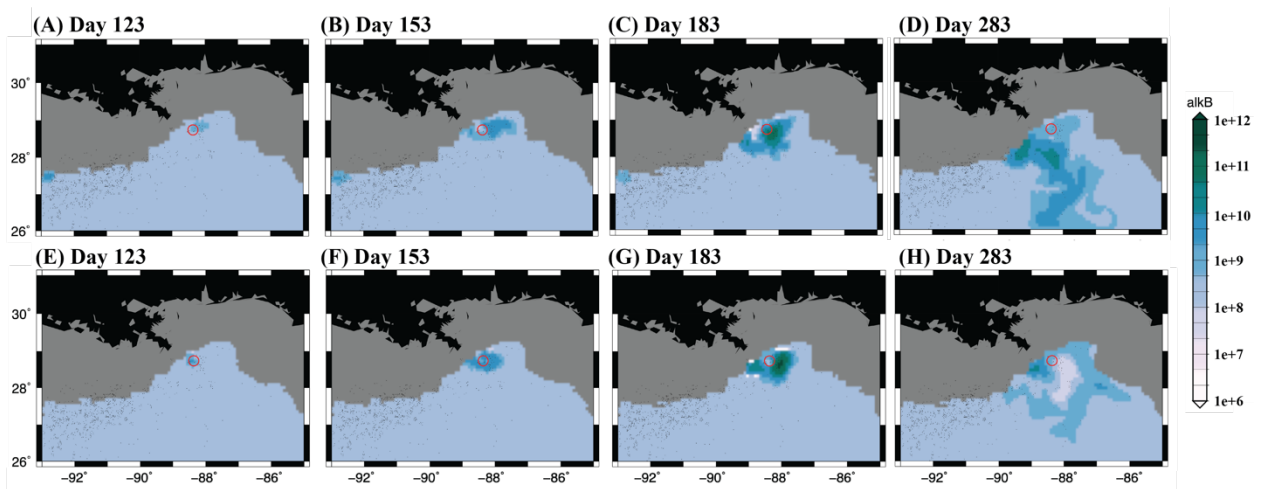 (A) Day 123
(B) Day 153
(C) Day 183
(D) Day 283
30°
28°
26°
alkB
1e+12
1e+11
1e+10
1e+9
1e+8
1e+7
1e+6
(E) Day 123
(F) Day 153
(G) Day 183
(H) Day 283
30°
28°
26°
−92° −90° −88° −86°
−92° −90° −88° −86°
−92° −90° −88° −86°
−92° −90° −88° −86°